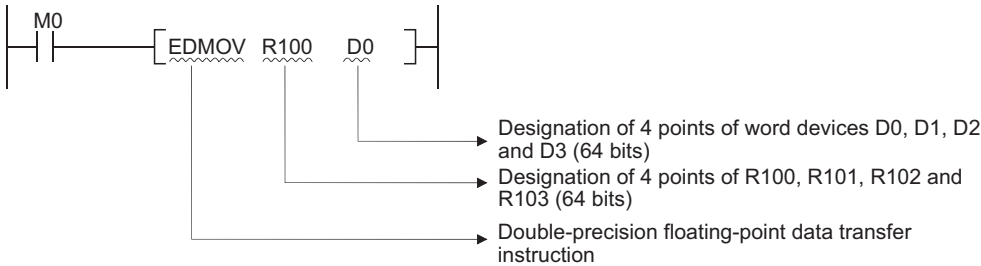 M0
EDMOV R100 D0
Designation of 4 points of word devices D0, D1, D2
and D3 (64 bits)
Designation of 4 points of R100, R101, R102 and
R103 (64 bits)
Double-precision floating-point data transfer
instruction